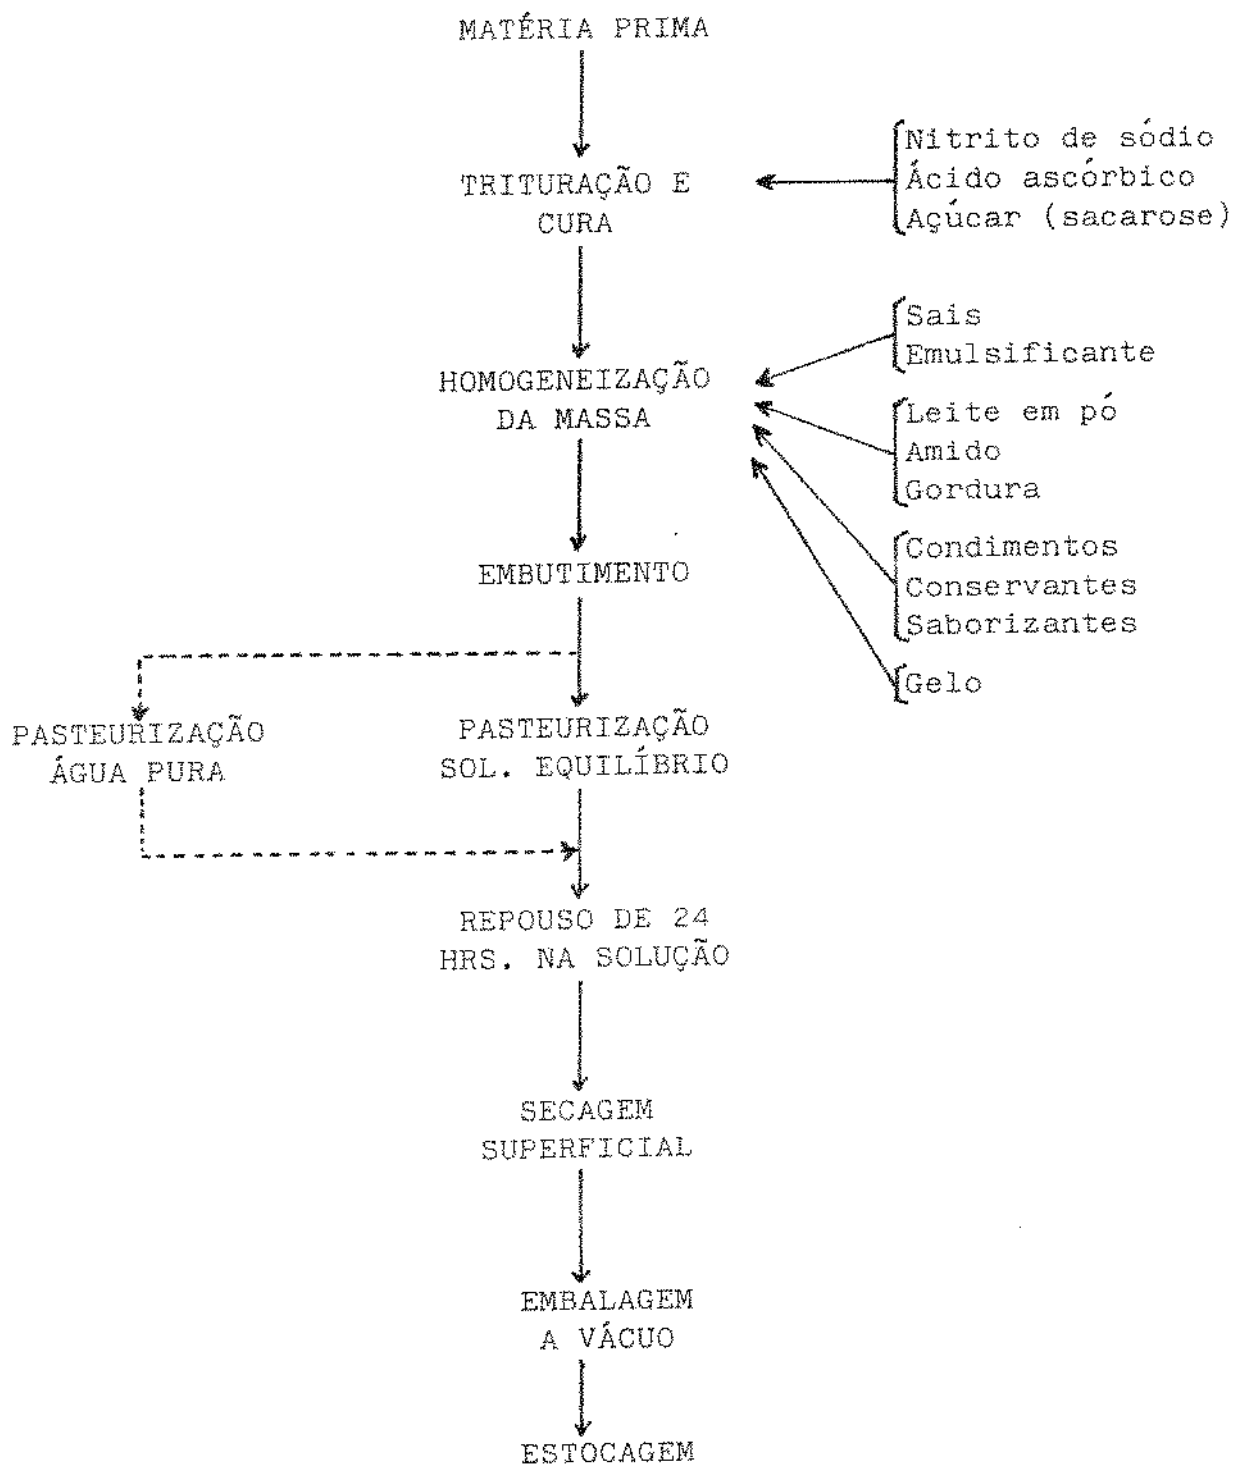 MATÉRIA PRIMA
TRITURAÇÃO E
CURA
Nitrito de sódio
Ácido ascórbico
Açúcar (sacarose)
HOMOGENEIZAÇÃO
DA MASSA
Sais
Emulsificante
Leite em pó
Amido
Gordura
Condimentos
Conservantes
Saborizantes
Gelo
EMBUTIMENTO
PASTEURIZAÇÃO
ÁGUA PURA
PASTEURIZAÇÃO
SOL. EQUILÍBRIO
REPOUSO DE 24
HRS. NA SOLUÇÃO
SECAGEM
SUPERFICIAL
EMBALAGEM
A VÁCUO
ESTOCAGEM